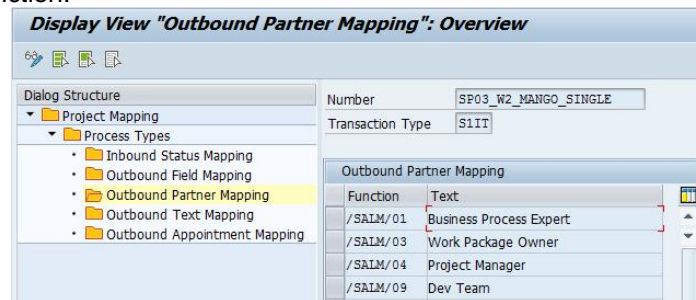 nction.
Display View "Outbound Partner Mapping": Overview
Dialog Structure
Project Mapping
Process Types
Inbound Status Mapping
Outbound Field Mapping
Outbound Partner Mapping
Outbound Text Mapping
Outbound Appointment Mapping
Number SP03_W2_MANGO_SINGLE
Transaction Type S1IT
Outbound Partner Mapping
Function Text
/SALM/01 Business Process Expert
/SALM/03 Work Package Owner
/SALM/04 Project Manager
/SALM/09 Dev Team